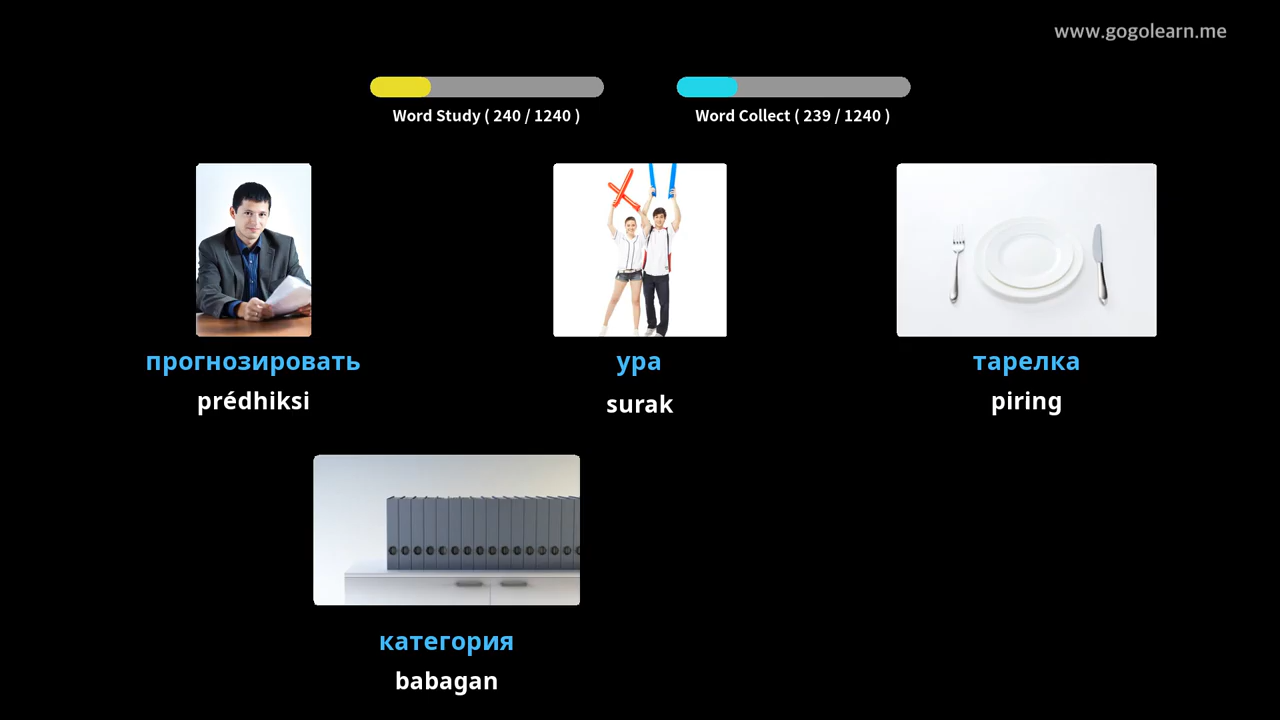 www.gogolearn.me
Word Study ( 240 / 1240 )
Word Collect ( 239 / 1240 )
прогнозировать
prédhiksi
ура
surak
тарелка
piring
категория
babagan